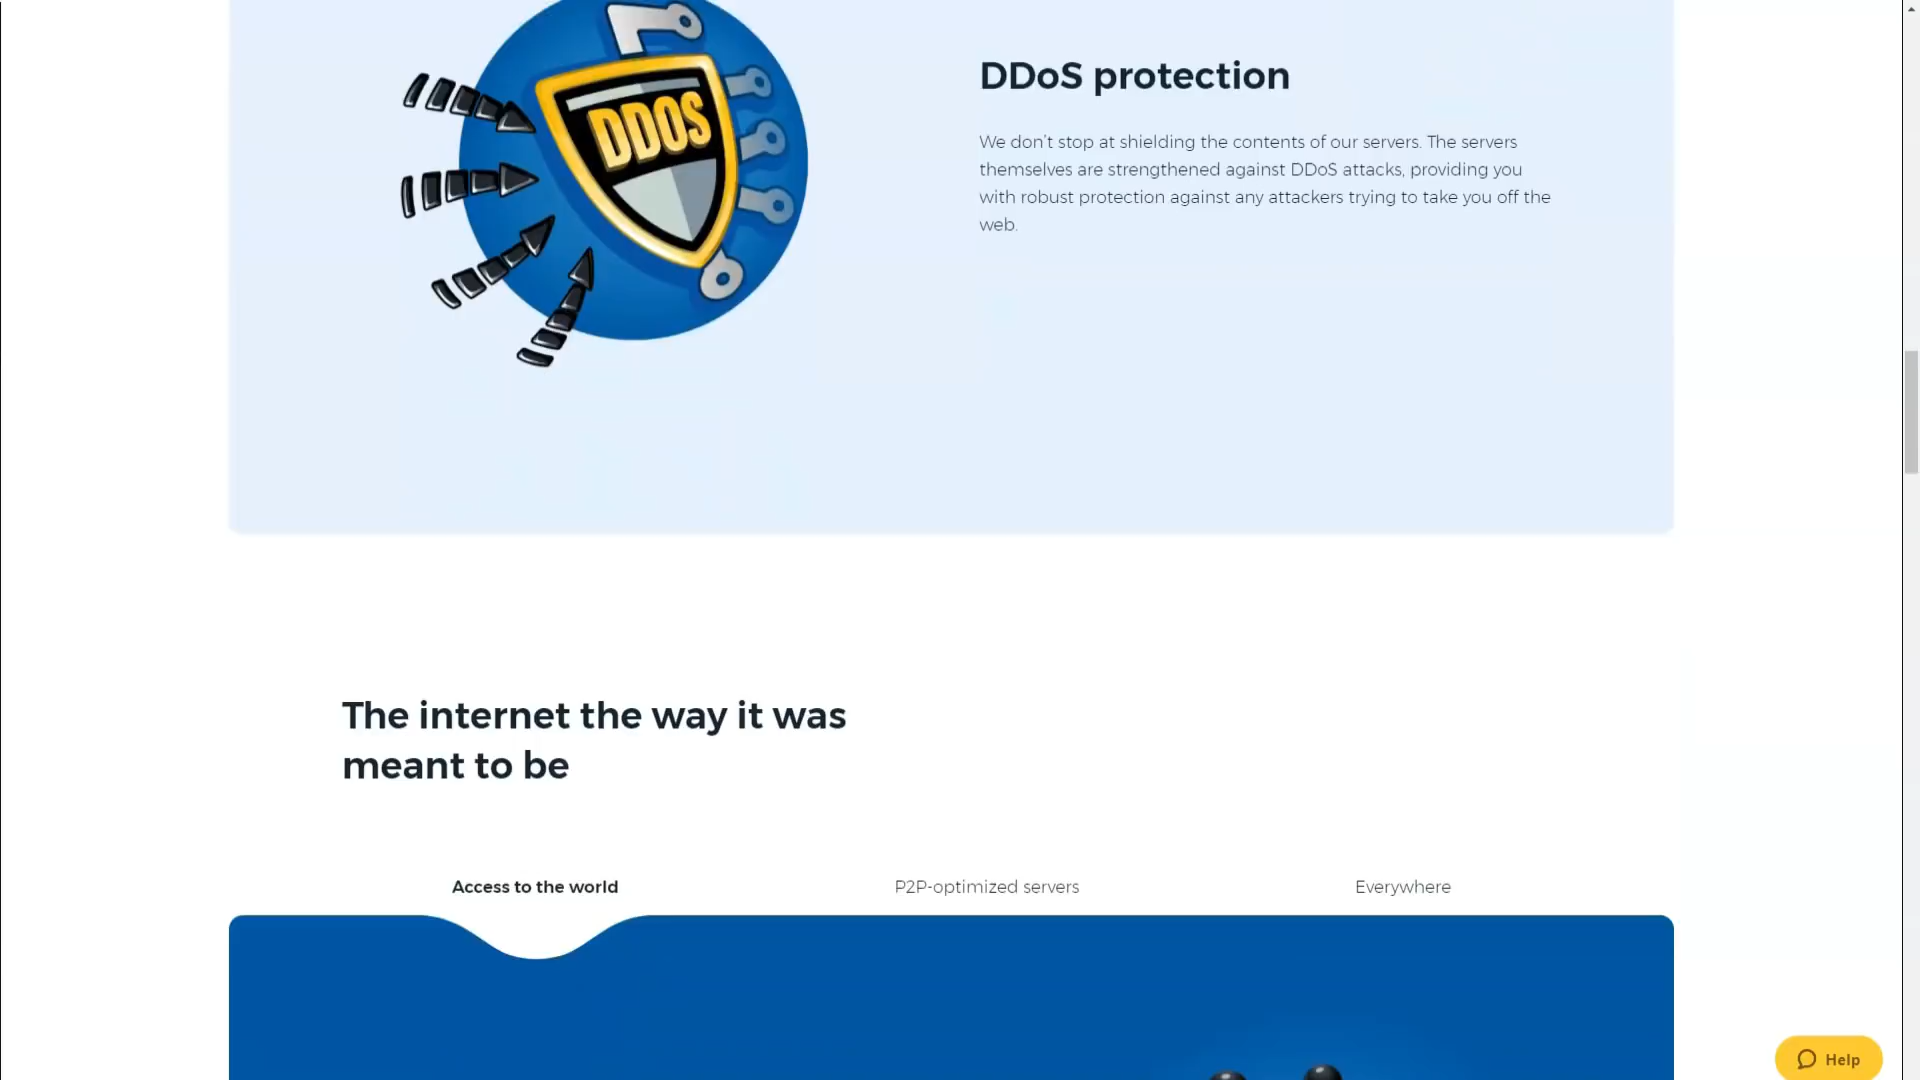 DDOS
DDoS protection
We don't stop at shielding the contents of our servers. The servers
themselves are strengthened against DDoS attacks, providing you
with robust protection against any attackers trying to take you off the
web.
The internet the way it was
meant to be
Access to the world
P2P-optimized servers
Everywhere
Help